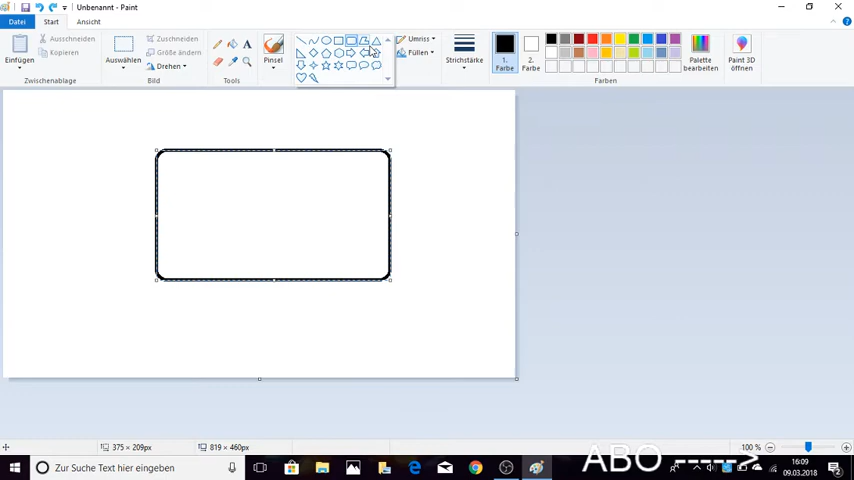 Unbenannt - Paint
Datei
Start
Ansicht
Einfügen
Ausschneiden
Kopieren
Zwischenablage
Auswählen
Zuschneiden
Größe ändern
Drehen
Bild
A
Tools
Pinsel
Umriss
Füllen
Strichstärke
1.
Farbe
2.
Farbe
Farben
Palette
bearbeiten
Paint 3D
öffnen
375 × 209px
819 × 460px
100 %
Zur Suche Text hier eingeben
ABO ----->
16:09
09.03.2018